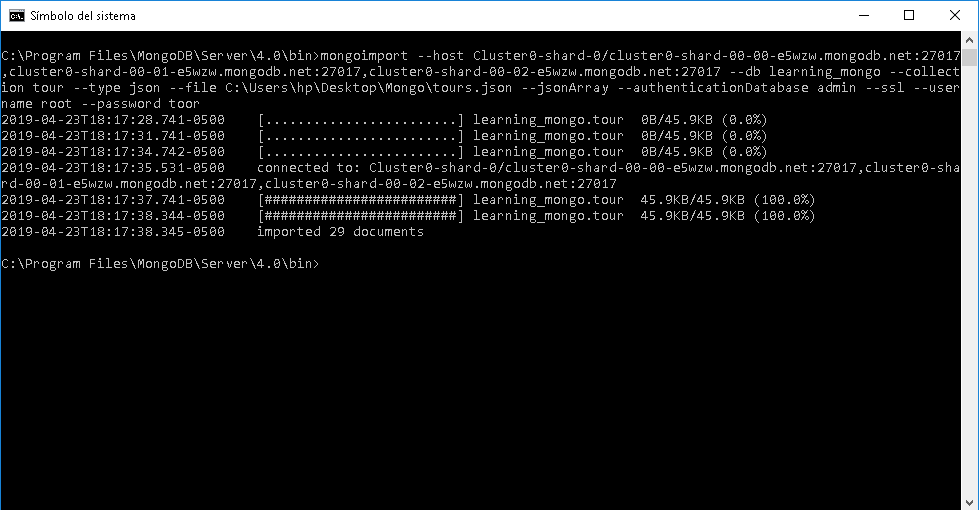 Símbolo del sistema
C:\Program Files\MongoDB\Server\4.0\bin>mongoimport --host Cluster0-shard-0/cluster0-shard-00-00-e5wzw.mongodb.net:27017
,cluster0-shard-00-01-e5wzw.mongodb.net:27017,cluster0-shard-00-02-e5wzw.mongodb.net:27017 --db learning_mongo --collect
ion tour --type json --file C:\Users\hp\Desktop\Mongo\tours.json --jsonArray --authenticationDatabase admin --ssl --user
name root --password toor
2019-04-23T18:17:28.741-0500    [........................] learning_mongo.tour  0B/45.9KB (0.0%)
2019-04-23T18:17:31.741-0500    [........................] learning_mongo.tour  0B/45.9KB (0.0%)
2019-04-23T18:17:34.742-0500    [........................] learning_mongo.tour  0B/45.9KB (0.0%)
2019-04-23T18:17:35.531-0500    connected to: Cluster0-shard-0/cluster0-shard-00-00-e5wzw.mongodb.net:27017,cluster0-sha
rd-00-01-e5wzw.mongodb.net:27017,cluster0-shard-00-02-e5wzw.mongodb.net:27017
2019-04-23T18:17:37.741-0500    [########################] learning_mongo.tour  45.9KB/45.9KB (100.0%)
2019-04-23T18:17:38.344-0500    [########################] learning_mongo.tour  45.9KB/45.9KB (100.0%)
2019-04-23T18:17:38.345-0500    imported 29 documents
C:\Program Files\MongoDB\Server\4.0\bin>